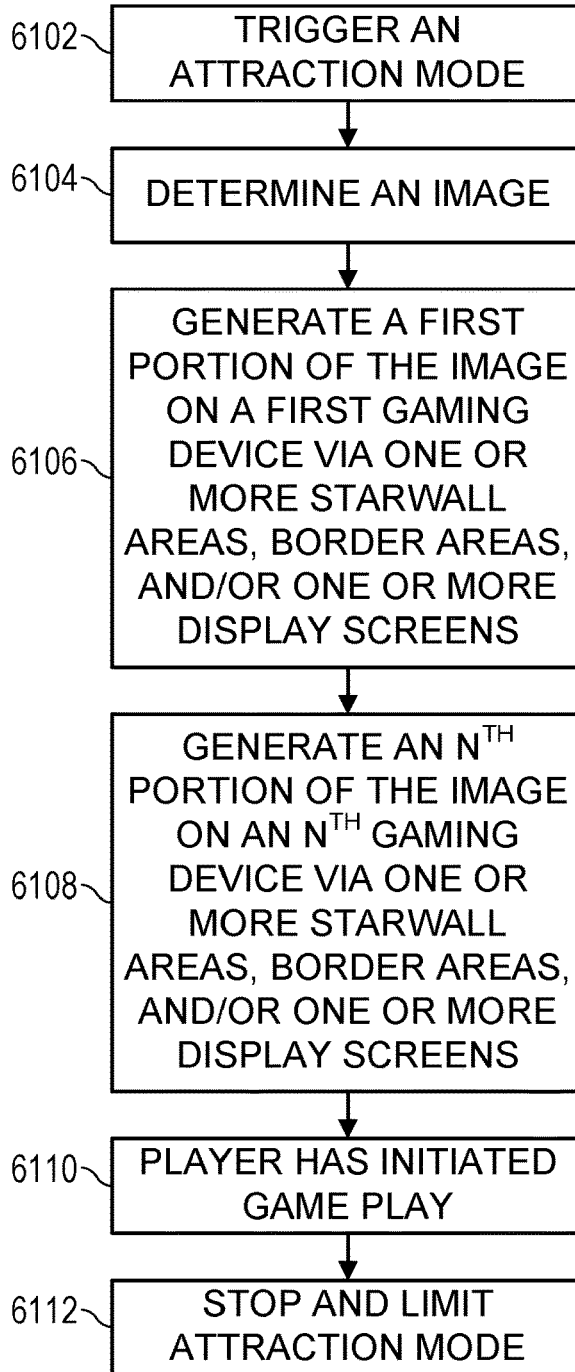 6102
TRIGGER AN
ATTRACTION MODE
6104
DETERMINE AN IMAGE
6106
GENERATE A FIRST
PORTION OF THE IMAGE
ON A FIRST GAMING
DEVICE VIA ONE OR
MORE STARWALL
AREAS, BORDER AREAS,
AND/OR ONE OR MORE
DISPLAY SCREENS
6108
GENERATE AN NTH
PORTION OF THE IMAGE
ON AN NTH GAMING
DEVICE VIA ONE OR
MORE STARWALL
AREAS, BORDER AREAS,
AND/OR ONE OR MORE
DISPLAY SCREENS
6110
PLAYER HAS INITIATED
GAME PLAY
6112
STOP AND LIMIT
ATTRACTION MODE